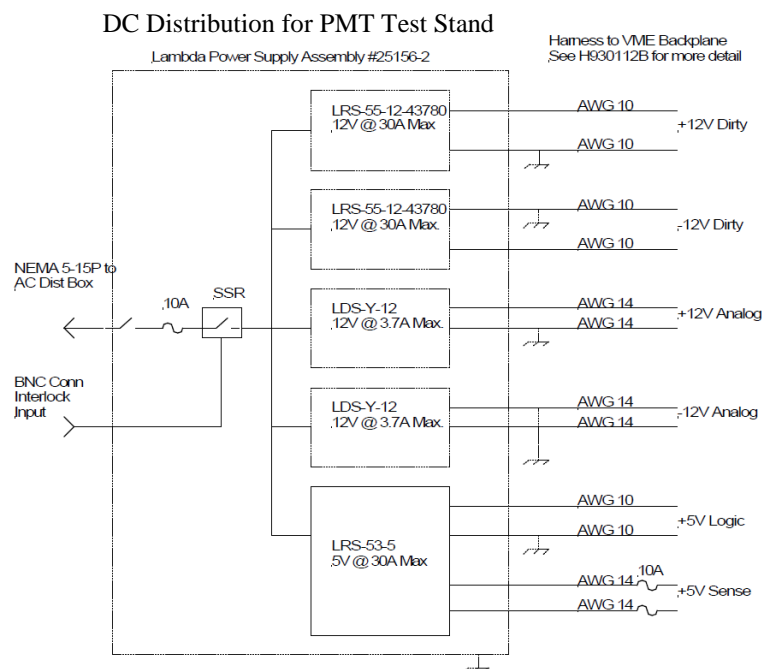 DC Distribution for PMT Test Stand
Lambda Power Supply Assembly #25156-2
Harness to VME Backplane
See H930112B for more detail
LRS-55-12-43780
12V @ 30A Max
AWG 10
+12V Dirty
AWG 10
LRS-55-12-43780
12V @ 30A Max.
AWG 10
-12V Dirty
AWG 10
NEMA 5-15P to
AC Dist Box
10A
SSR
LDS-Y-12
12V @ 3.7A Max.
AWG 14
+12V Analog
AWG 14
BNC Conn
Interlock
Input
LDS-Y-12
12V @ 3.7A Max.
AWG 14
-12V Analog
AWG 14
LRS-53-5
5V @ 30A Max
AWG 10
+5V Logic
AWG 10
AWG 14
10A
+5V Sense
AWG 14